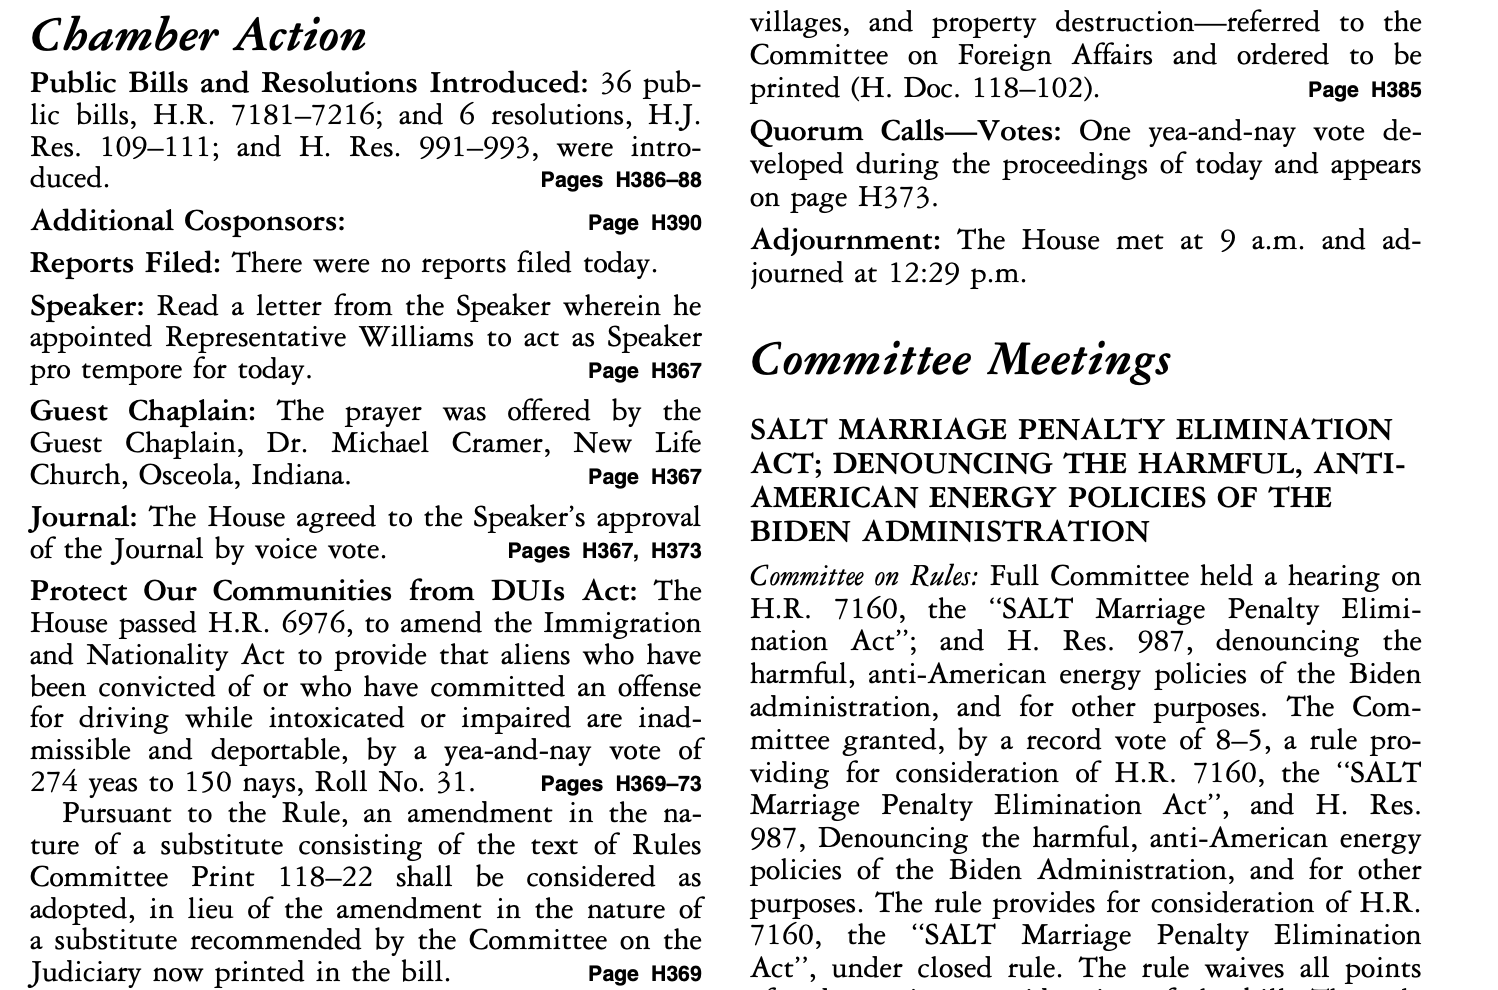 Chamber Action
Public Bills and Resolutions Introduced: 36 pub-
lic bills, H.R. 7181–7216; and 6 resolutions, H.J.
Res. 109–111; and H. Res. 991–993, were intro-
duced. Pages H386–88
Additional Cosponsors: Page H390
Reports Filed: There were no reports filed today.
Speaker: Read a letter from the Speaker wherein he
appointed Representative Williams to act as Speaker
pro tempore for today. Page H367
Guest Chaplain: The prayer was offered by the
Guest Chaplain, Dr. Michael Cramer, New Life
Church, Osceola, Indiana. Page H367
Journal: The House agreed to the Speaker's approval
of the Journal by voice vote. Pages H367, H373
Protect Our Communities from DUIs Act: The
House passed H.R. 6976, to amend the Immigration
and Nationality Act to provide that aliens who have
been convicted of or who have committed an offense
for driving while intoxicated or impaired are inad-
missible and deportable, by a yea-and-nay vote of
274 yeas to 150 nays, Roll No. 31. Pages H369–73
Pursuant to the Rule, an amendment in the na-
ture of a substitute consisting of the text of Rules
Committee Print 118–22 shall be considered as
adopted, in lieu of the amendment in the nature of
a substitute recommended by the Committee on the
Judiciary now printed in the bill. Page H369
villages, and property destruction—referred to the
Committee on Foreign Affairs and ordered to be
printed (H. Doc. 118–102). Page H385
Quorum Calls—Votes: One yea-and-nay vote de-
veloped during the proceedings of today and appears
on page H373.
Adjournment: The House met at 9 a.m. and ad-
journed at 12:29 p.m.
Committee Meetings
SALT MARRIAGE PENALTY ELIMINATION
ACT; DENOUNCING THE HARMFUL, ANTI-
AMERICAN ENERGY POLICIES OF THE
BIDEN ADMINISTRATION
Committee on Rules: Full Committee held a hearing on
H.R. 7160, the ‘‘SALT Marriage Penalty Elimi-
nation Act’’; and H. Res. 987, denouncing the
harmful, anti-American energy policies of the Biden
administration, and for other purposes. The Com-
mittee granted, by a record vote of 8–5, a rule pro-
viding for consideration of H.R. 7160, the ‘‘SALT
Marriage Penalty Elimination Act’’, and H. Res.
987, Denouncing the harmful, anti-American energy
policies of the Biden Administration, and for other
purposes. The rule provides for consideration of H.R.
7160, the ‘‘SALT Marriage Penalty Elimination
Act’’, under closed rule. The rule waives all points